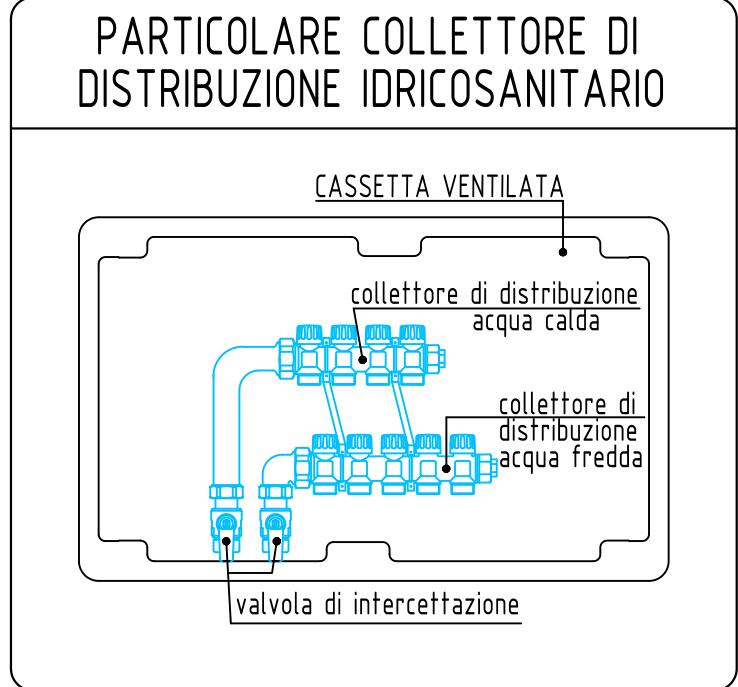 PARTICOLARE COLLETTORE DI
DISTRIBUZIONE IDRICOSANITARIO
CASSETTA VENTILATA
collettore di distribuzione
acqua calda
collettore di
distribuzione
acqua fredda
valvola di intercettazione